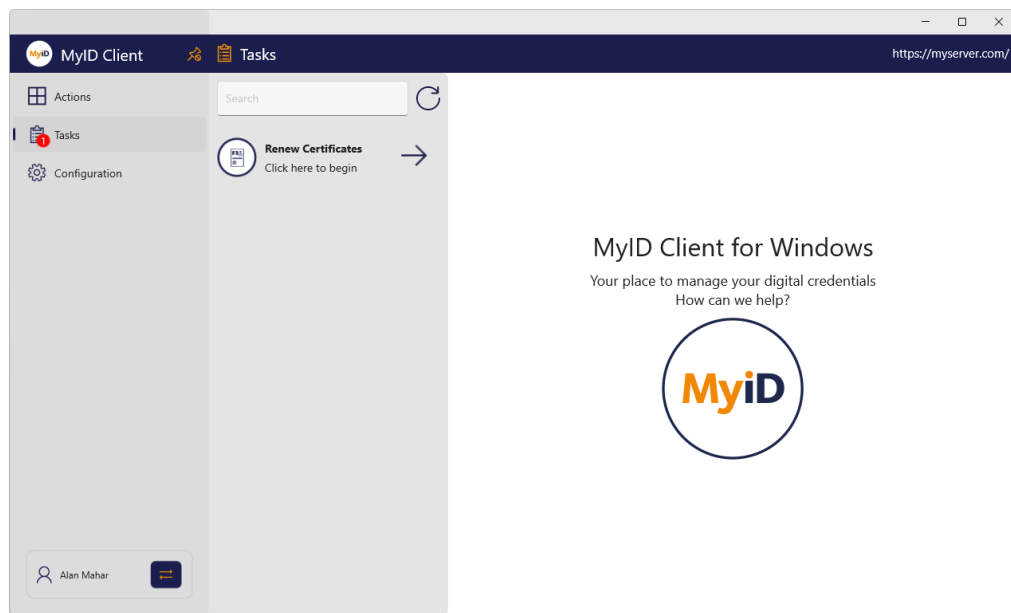 MyID
MyID Client
Tasks
https://myserver.com/
Actions
1
Tasks
Configuration
Search
Renew Certificates
Click here to begin
MyID Client for Windows
Your place to manage your digital credentials
How can we help?
MyiD
Alan Mahar